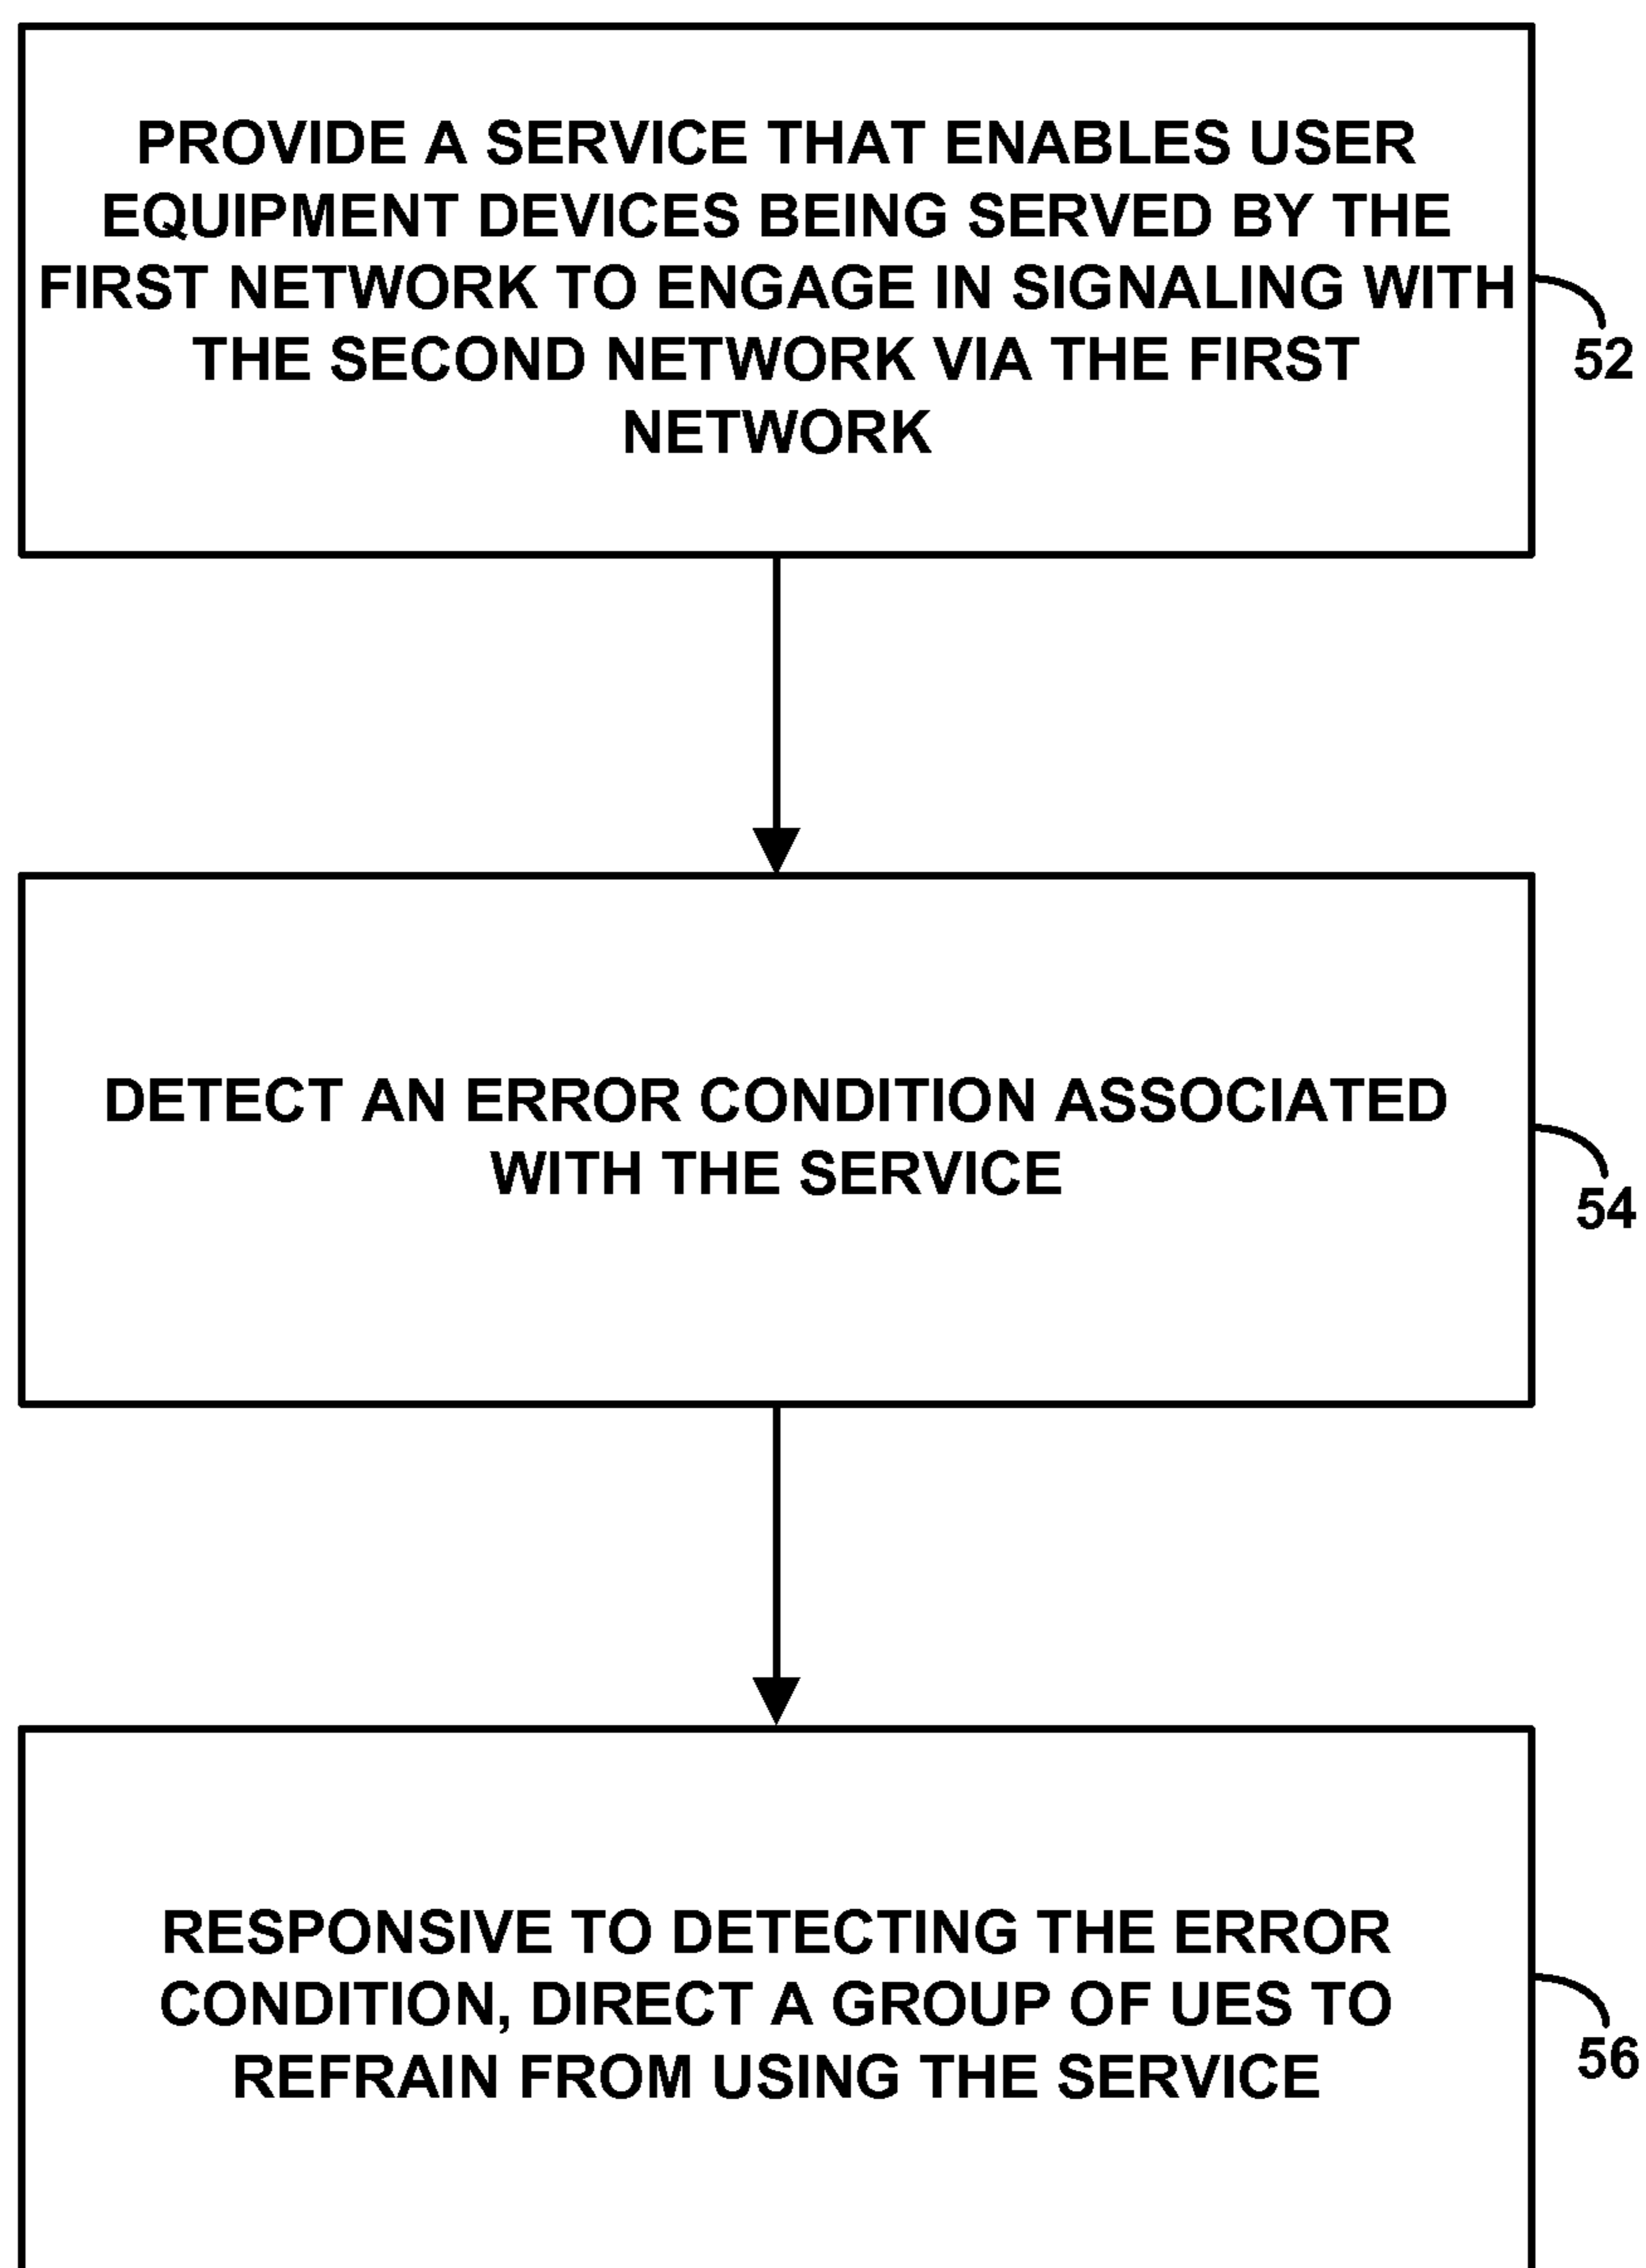 PROVIDE A SERVICE THAT ENABLES USER
EQUIPMENT DEVICES BEING SERVED BY THE
FIRST NETWORK TO ENGAGE IN SIGNALING WITH
THE SECOND NETWORK VIA THE FIRST
NETWORK
52
DETECT AN ERROR CONDITION ASSOCIATED
WITH THE SERVICE
54
RESPONSIVE TO DETECTING THE ERROR
CONDITION, DIRECT A GROUP OF UES TO
REFRAIN FROM USING THE SERVICE
56